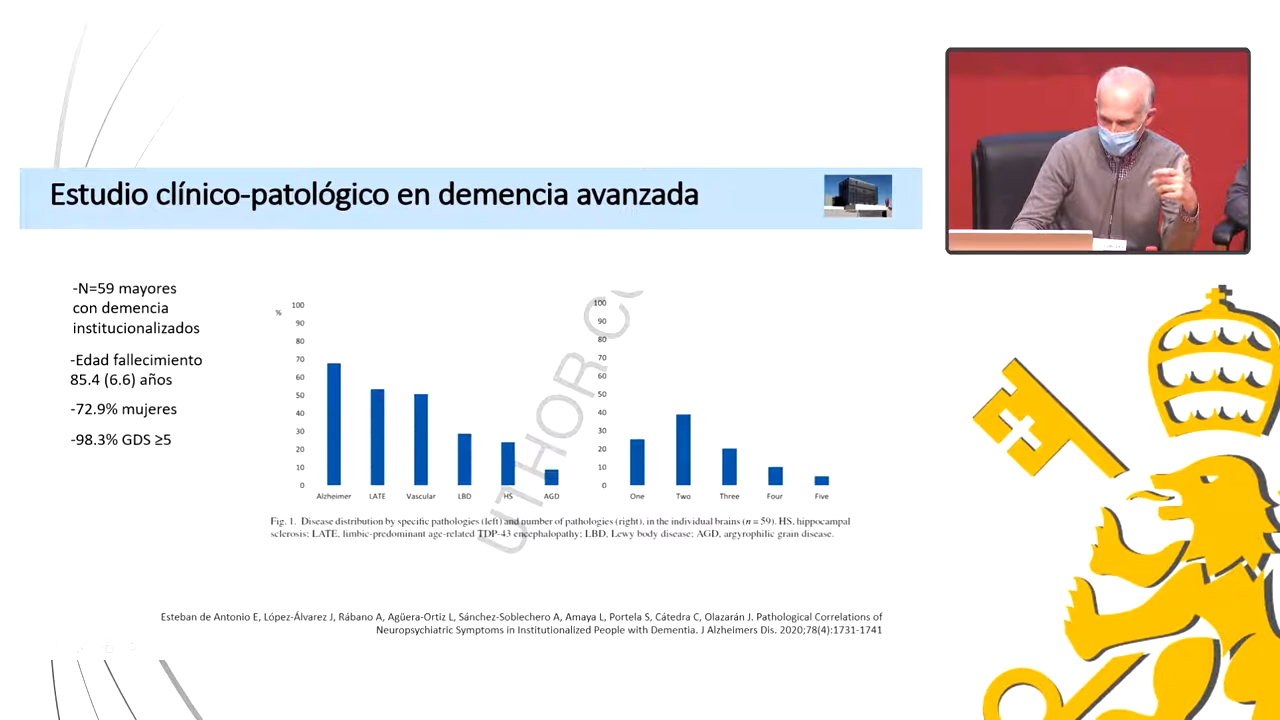 Estudio clínico-patológico en demencia avanzada
-N=59 mayores
con demencia
institucionalizados
-Edad fallecimiento
85.4 (6.6) años
-72.9% mujeres
-98.3% GDS ≥5
%
100
90
80
70
60
50
40
30
20
10
0
Alzheimer LATE Vascular LBD HS AGD
100
90
80
70
60
50
40
30
20
10
0
One Two Three Four Five
UTHOR CO
Fig. 1. Disease distribution by specific pathologies (left) and number of pathologies (right), in the individual brains (n = 59). HS, hippocampal
sclerosis; LATE, limbic-predominant age-related TDP-43 encephalopathy; LBD, Lewy body disease; AGD, argyrophilic grain disease.
Esteban de Antonio E, López-Álvarez J, Rábano A, Agüera-Ortiz L, Sánchez-Soblechero A, Amaya L, Portela S, Cátedra C, Olazarán J. Pathological Correlations of
Neuropsychiatric Symptoms in Institutionalized People with Dementia. J Alzheimers Dis. 2020;78(4):1731-1741